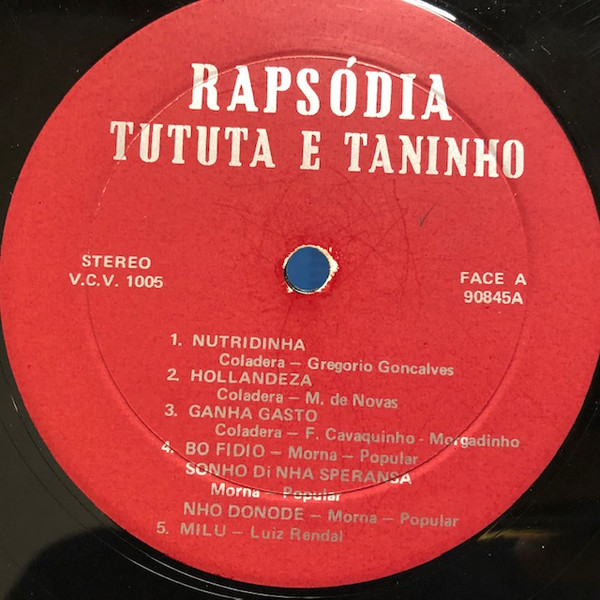 RAPSÓDIA
TUTUTA E TANINHO
STEREO
V.C.V. 1005
FACE A
90845A
1. NUTRIDINHA
Coladera – Gregorio Goncalves
2. HOLLANDEZA
Coladera – M. de Novas
3. GANHA GASTO
Coladera – F. Cavaquinho - Morgadinho
4. BO FIDIO – Morna – Popular
SONHO Di NHA SPERANSA
Morna – Popular
NHO DONODE – Morna – Popular
5. MILU – Luiz Rendal